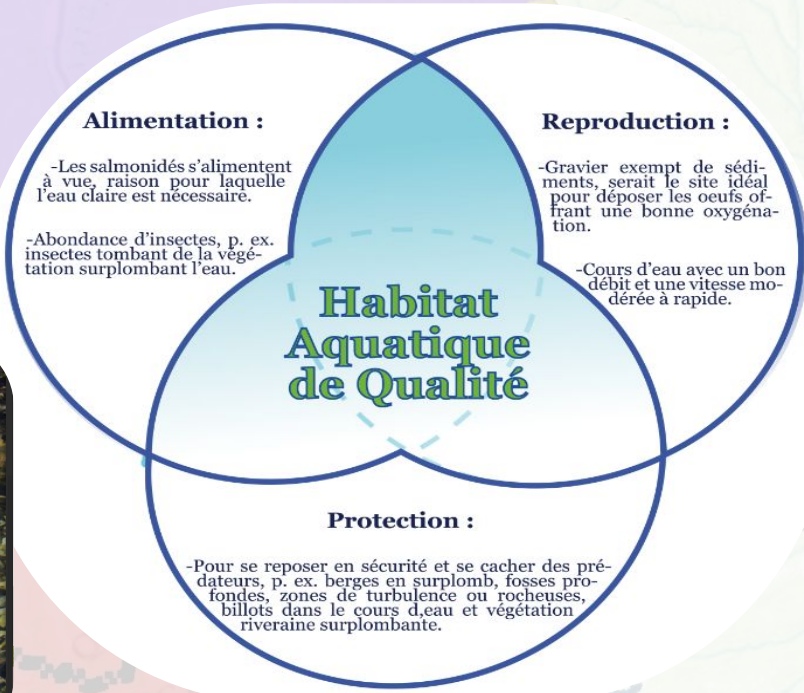 Alimentation :
-Les salmonidés s'alimentent
à vue, raison pour laquelle
l'eau claire est nécessaire.
-Abondance d'insectes, p. ex.
insectes tombant de la végé-
tation surplombant l'eau.
Reproduction :
-Gravier exempt de sédi-
ments, serait le site idéal
pour déposer les oeufs of-
frant une bonne oxygéna-
tion.
-Cours d'eau avec un bon
débit et une vitesse mo-
dérée à rapide.
Habitat
Aquatique
de Qualité
Protection :
-Pour se reposer en sécurité et se cacher des pré-
dateurs, p. ex. berges en surplomb, fosses pro-
fondes, zones de turbulence ou rocheuses,
billots dans le cours d,eau et végétation
riveraine surplombante.